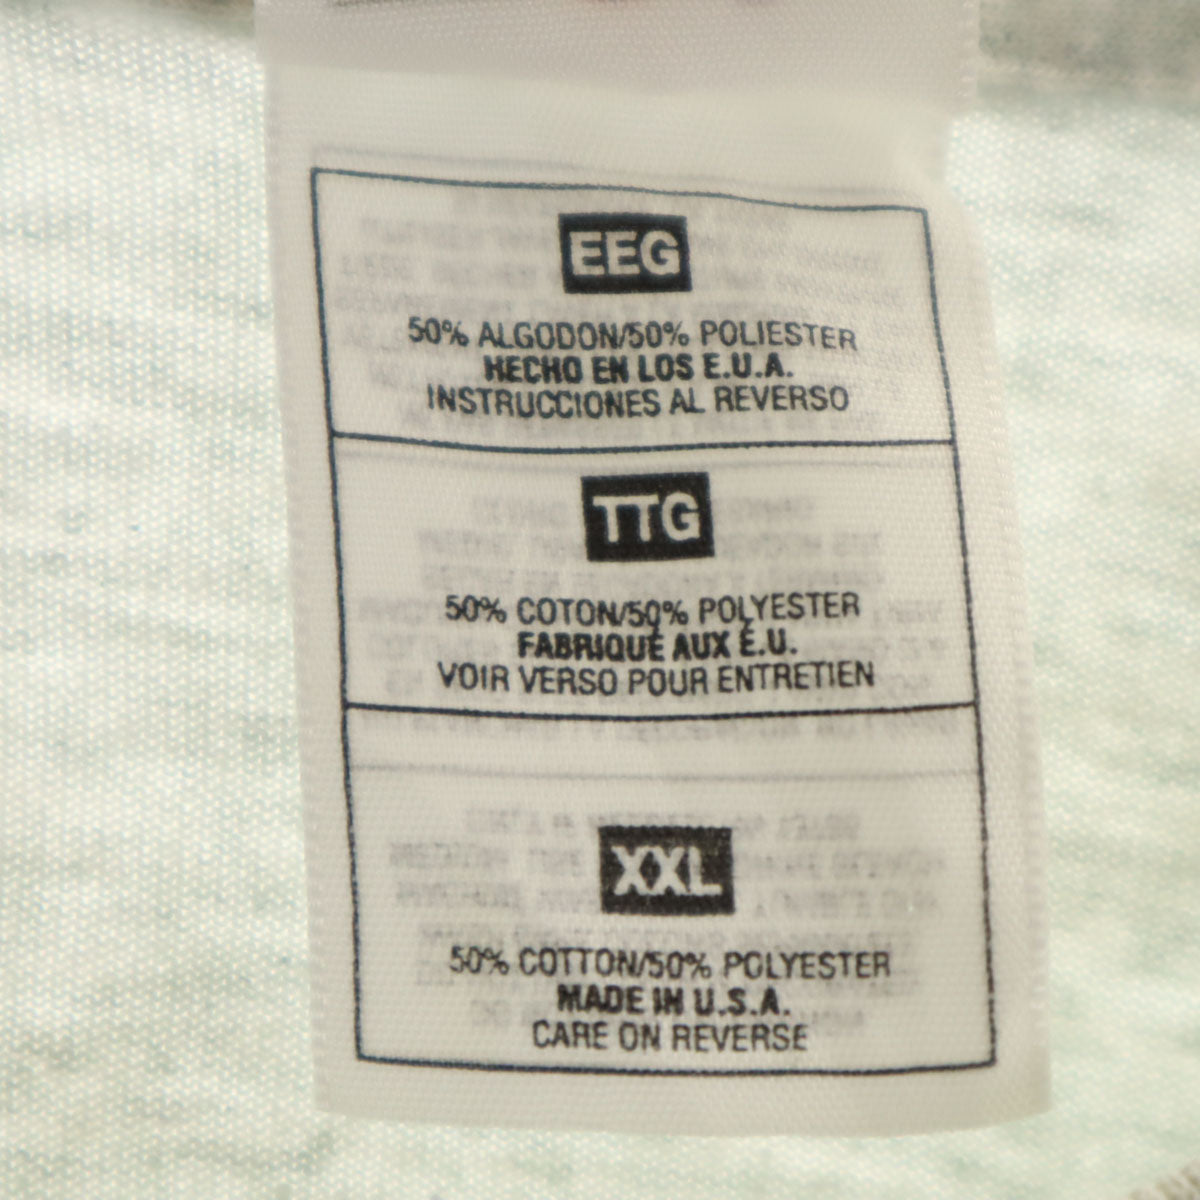 EEG
50% ALGODON/50% POLIESTER
HECHO EN LOS E.U.A.
INSTRUCCIONES AL REVERSO
TTG
50% COTON/50% POLYESTER
FABRIQUÉ AUX É.U.
VOIR VERSO POUR ENTRETIEN
XXL
50% COTTON/50% POLYESTER
MADE IN U.S.A.
CARE ON REVERSE